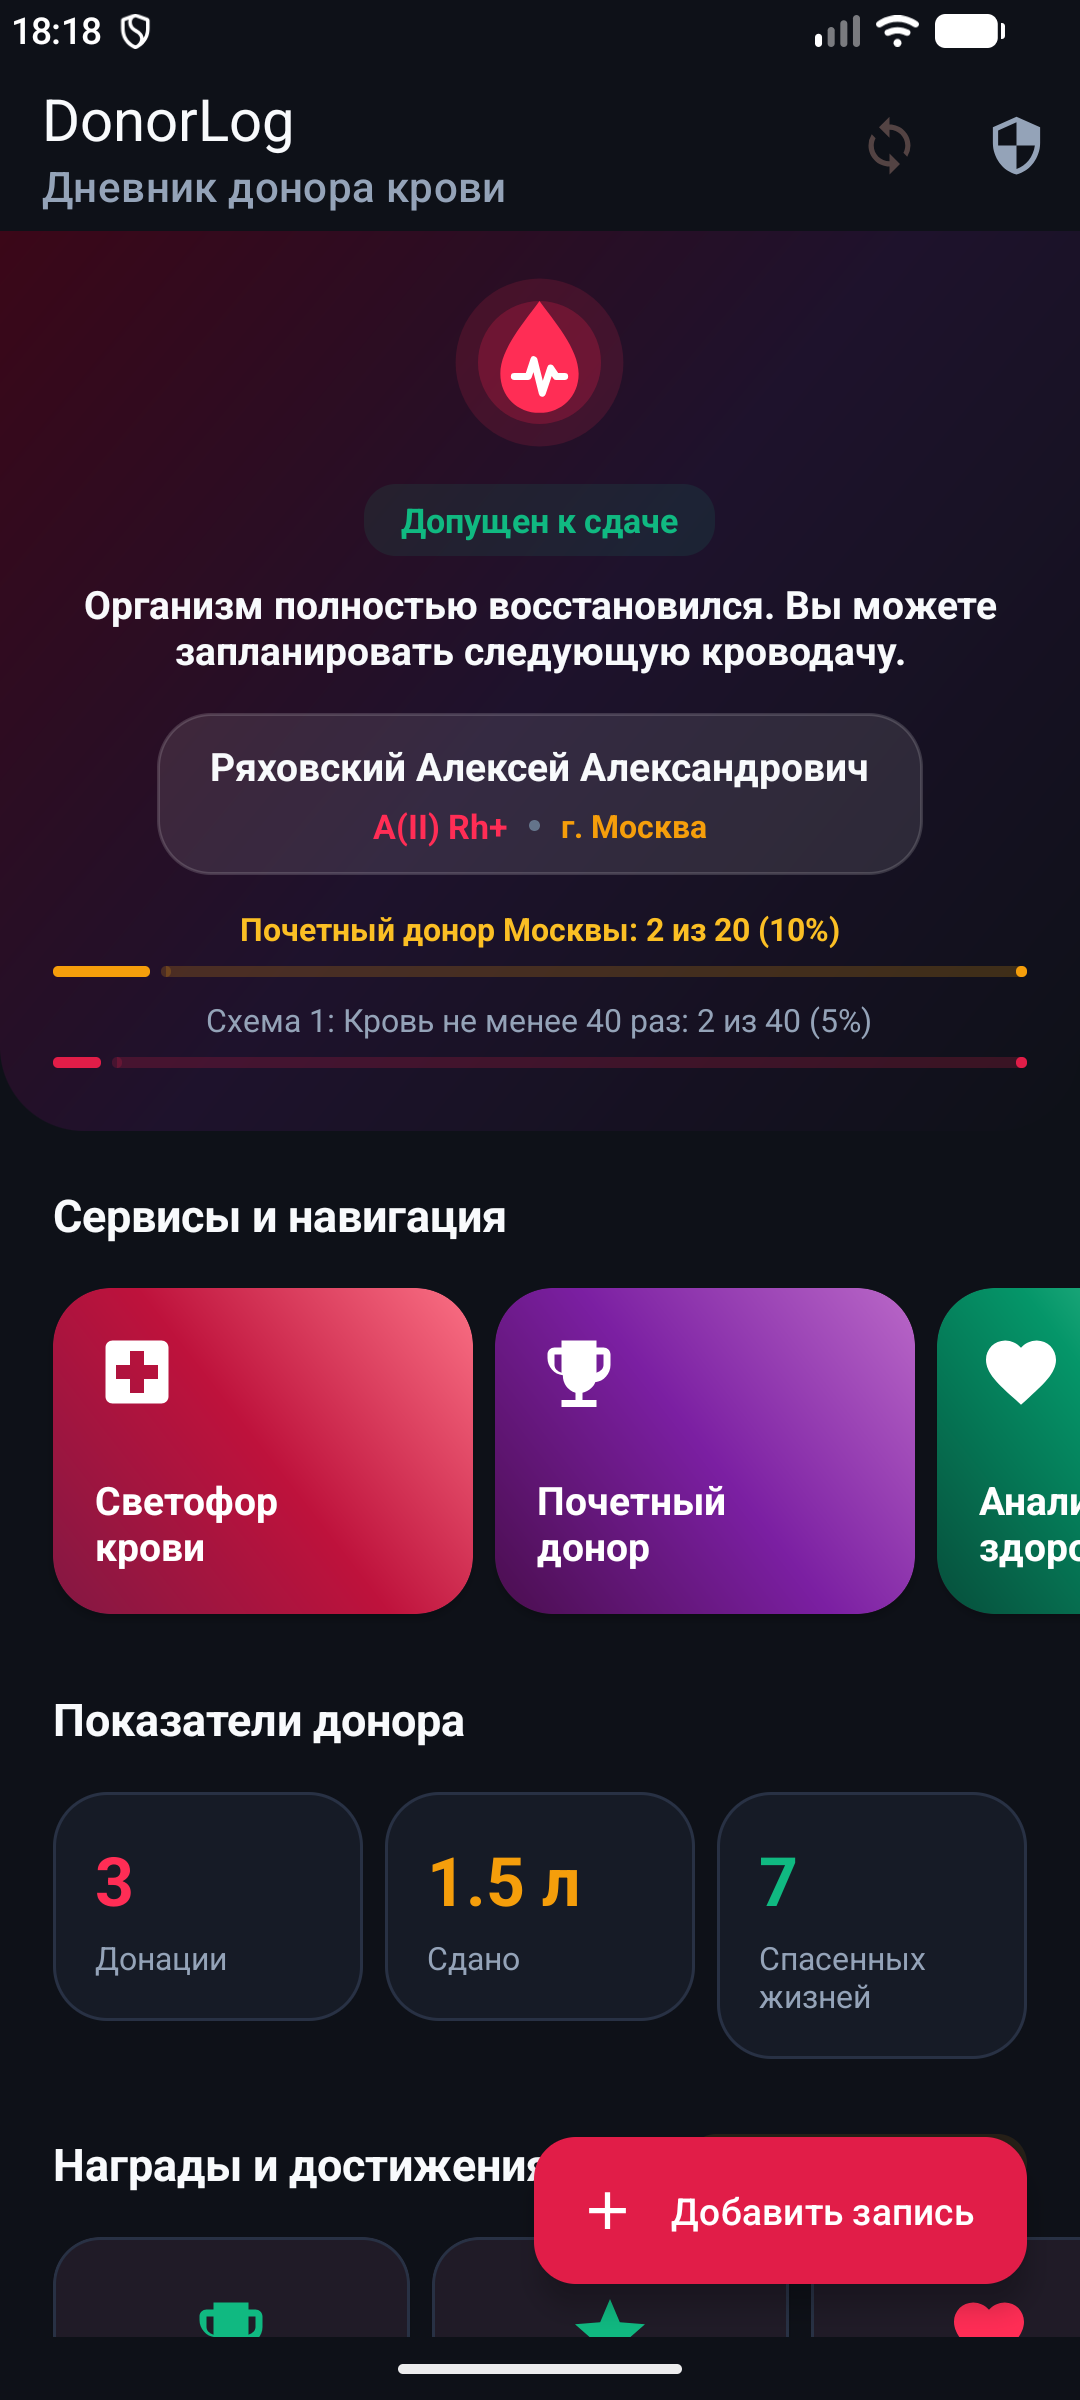 18:18
DonorLog
Дневник донора крови
Допущен к сдаче
Организм полностью восстановился. Вы можете
запланировать следующую кроводачу.
Ряховский Алексей Александрович
A(II) Rh+ • г. Москва
Почетный донор Москвы: 2 из 20 (10%)
Схема 1: Кровь не менее 40 раз: 2 из 40 (5%)
Сервисы и навигация
Светофор
крови
Почетный
донор
Анали
здоро
Показатели донора
3
Донации
1.5 л
Сдано
7
Спасенных
жизней
Награды и достижения
Добавить запись